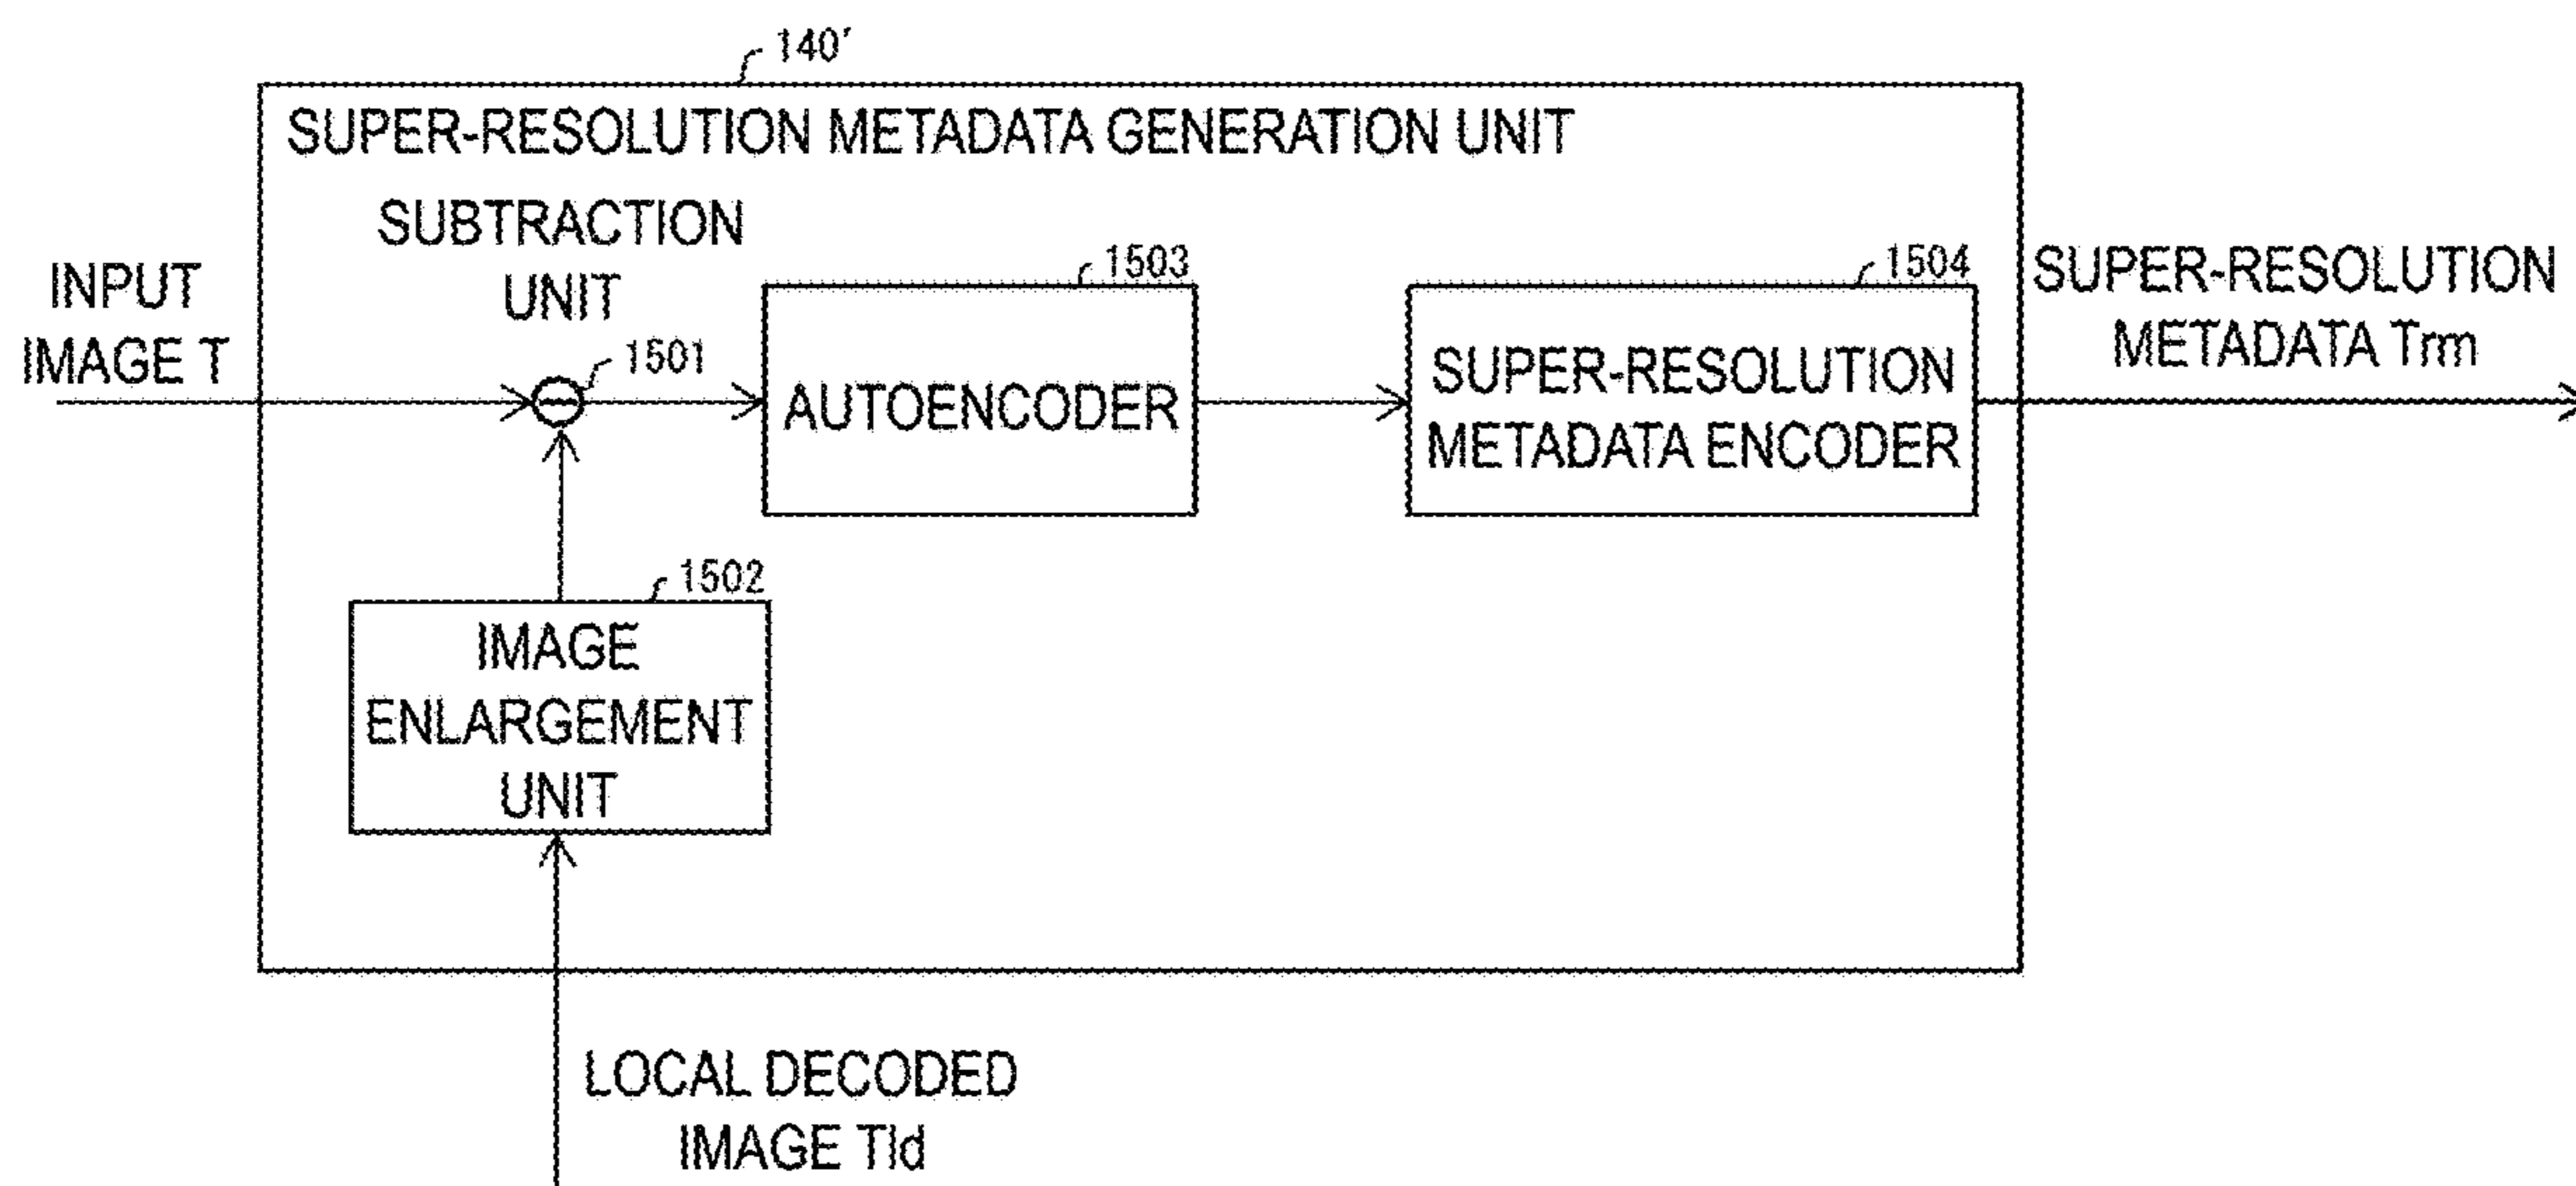 140'
SUPER-RESOLUTION METADATA GENERATION UNIT
SUBTRACTION
UNIT
INPUT
IMAGE T
1501
1503
AUTOENCODER
1504
SUPER-RESOLUTION
METADATA ENCODER
SUPER-RESOLUTION
METADATA Trm
1502
IMAGE
ENLARGEMENT
UNIT
LOCAL DECODED
IMAGE Tld